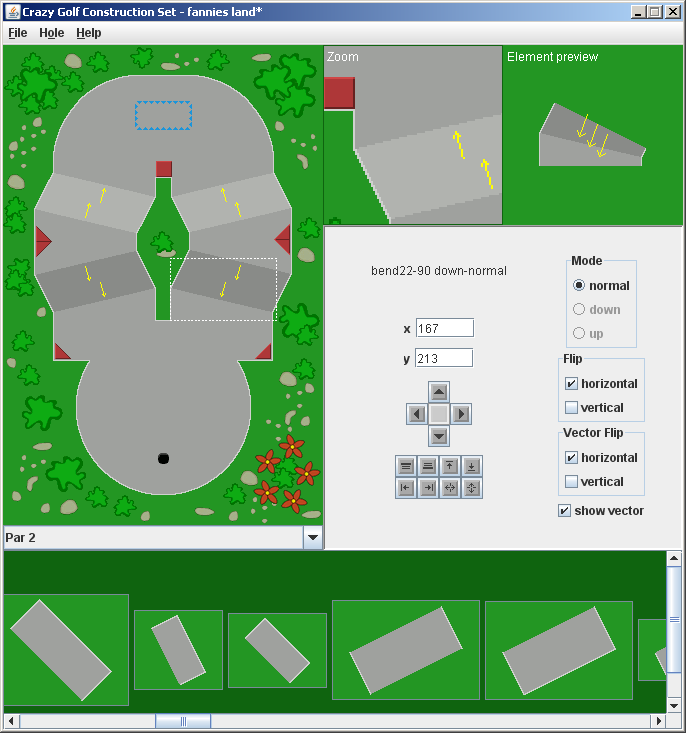 Crazy Golf Construction Set - fannies land*
File Hole Help
Zoom
Element preview
bend22-90 down-normal
x 167
y 213
Mode
normal
down
up
Flip
horizontal
vertical
Vector Flip
horizontal
vertical
show vector
Par 2